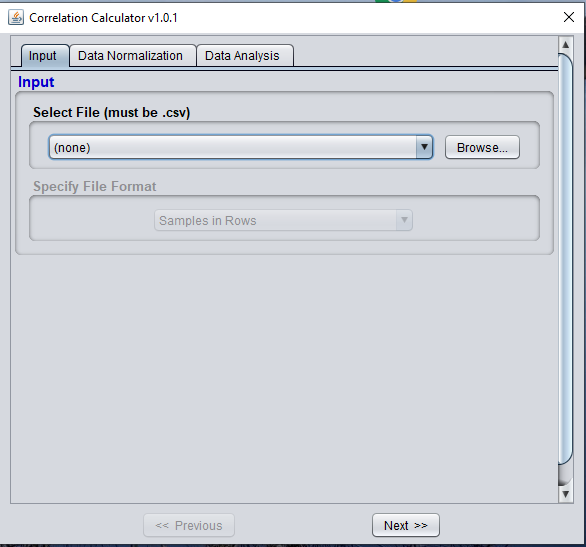 Correlation Calculator v1.0.1
Input Data Normalization Data Analysis
Input
Select File (must be .csv)
(none) Browse...
Specify File Format
Samples in Rows
<< Previous Next >>